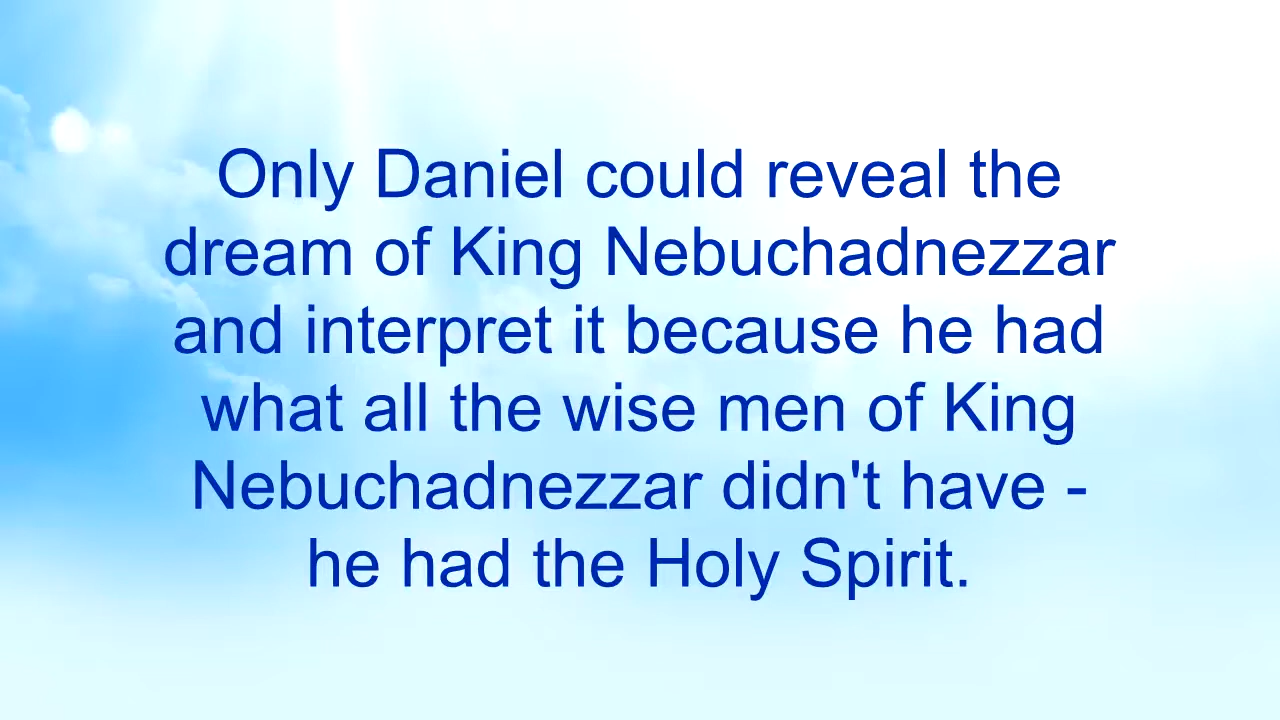 Only Daniel could reveal the
dream of King Nebuchadnezzar
and interpret it because he had
what all the wise men of King
Nebuchadnezzar didn't have -
he had the Holy Spirit.